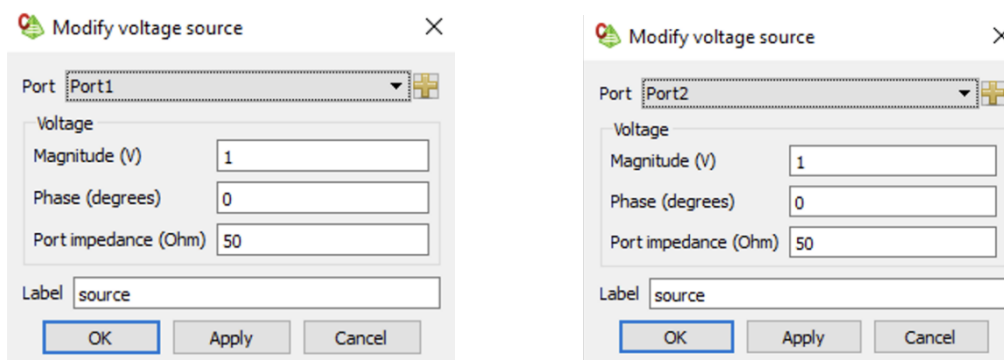 Modify voltage source
Port Port1
Voltage
Magnitude (V) 1
Phase (degrees) 0
Port impedance (Ohm) 50
Label source
OK Apply Cancel
Modify voltage source
Port Port2
Voltage
Magnitude (V) 1
Phase (degrees) 0
Port impedance (Ohm) 50
Label source
OK Apply Cancel